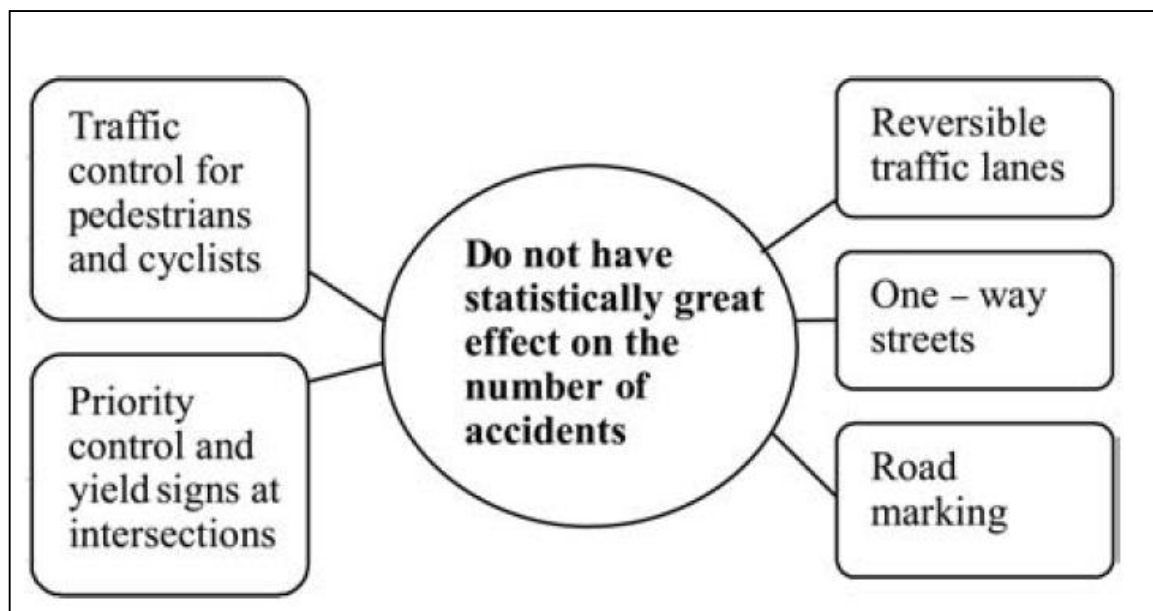 Traffic
control for
pedestrians
and cyclists
Priority
control and
yield signs at
intersections
Do not have
statistically great
effect on the
number of
accidents
Reversible
traffic lanes
One – way
streets
Road
marking